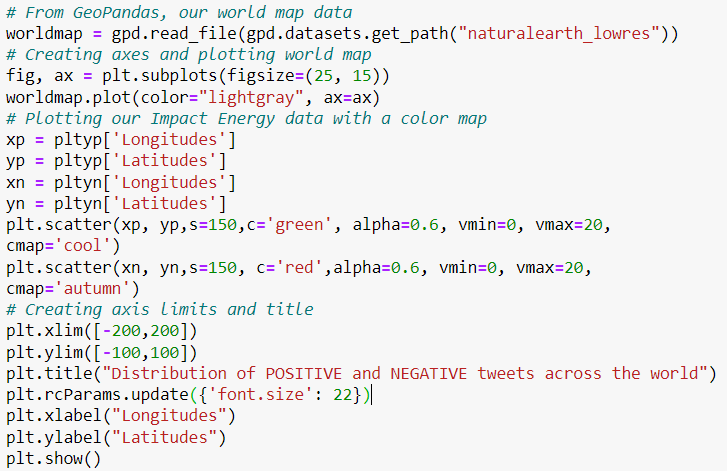 # From GeoPandas, our world map data
worldmap = gpd.read_file(gpd.datasets.get_path("naturalearth_lowres"))
# Creating axes and plotting world map
fig, ax = plt.subplots(figsize=(25, 15))
worldmap.plot(color="lightgray", ax=ax)
# Plotting our Impact Energy data with a color map
xp = pltyp['Longitudes']
yp = pltyp['Latitudes']
xn = pltyn['Longitudes']
yn = pltyn['Latitudes']
plt.scatter(xp, yp,s=150,c='green', alpha=0.6, vmin=0, vmax=20,
cmap='cool')
plt.scatter(xn, yn,s=150, c='red',alpha=0.6, vmin=0, vmax=20,
cmap='autumn')
# Creating axis limits and title
plt.xlim([-200,200])
plt.ylim([-100,100])
plt.title("Distribution of POSITIVE and NEGATIVE tweets across the world")
plt.rcParams.update({'font.size': 22})
plt.xlabel("Longitudes")
plt.ylabel("Latitudes")
plt.show()